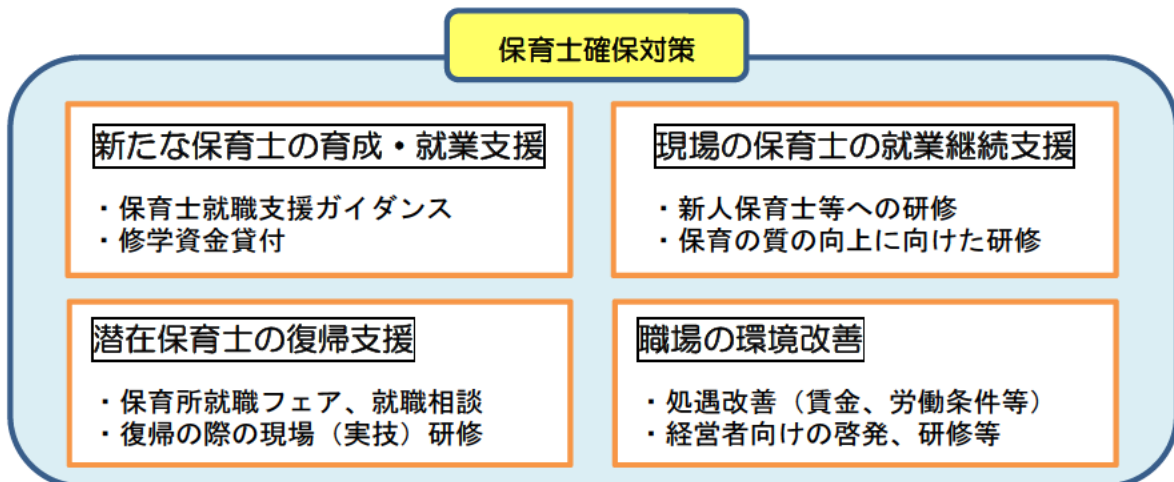 保育士確保対策
新たな保育士の育成・就業支援
・保育士就職支援ガイダンス
・修学資金貸付
現場の保育士の就業継続支援
・新人保育士等への研修
・保育の質の向上に向けた研修
潜在保育士の復帰支援
・保育所就職フェア、就職相談
・復帰の際の現場（実技）研修
職場の環境改善
・処遇改善（賃金、労働条件等）
・経営者向けの啓発、研修等